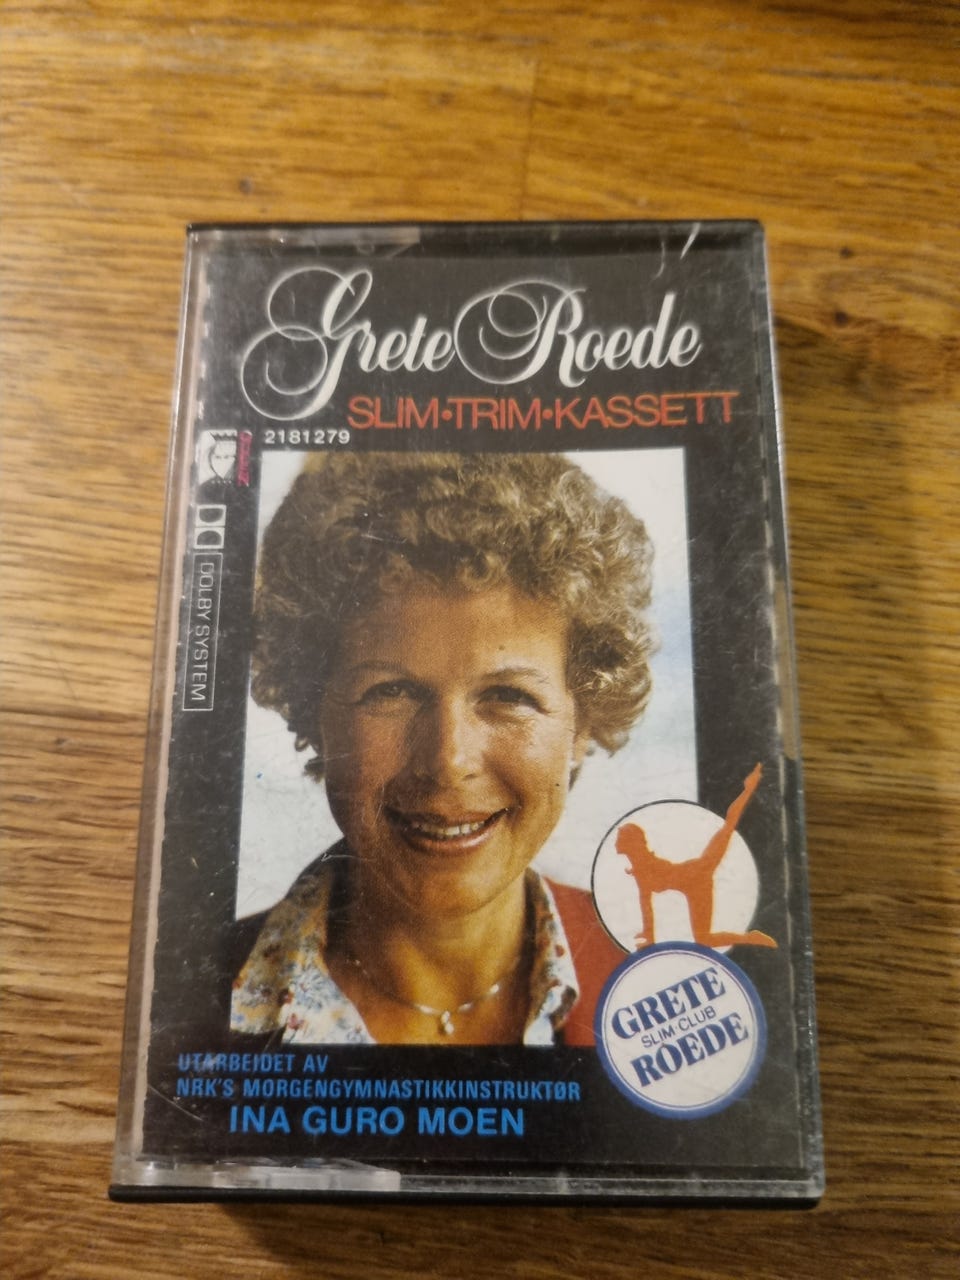 Grete Roede
SLIM•TRIM•KASSETT
2181279
DOLBY SYSTEM
GRETE
SLIM-CLUB
ROEDE
UTARBEIDET AV
NRK'S MORGENGYMNASTIKKINSTRUKTØR
INA GURO MOEN